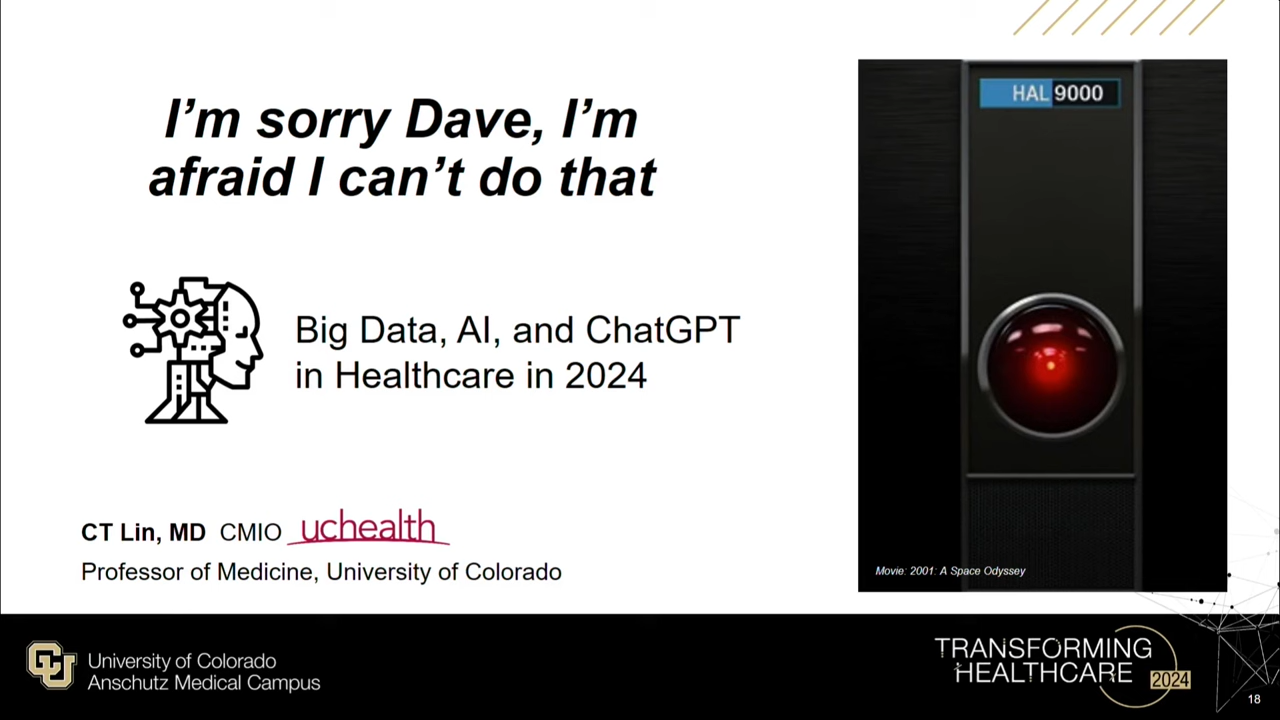 I'm sorry Dave, I'm
afraid I can't do that
HAL 9000
Big Data, AI, and ChatGPT
in Healthcare in 2024
CT Lin, MD CMIO uchealth
Professor of Medicine, University of Colorado
Movie: 2001: A Space Odyssey
CU
University of Colorado
Anschutz Medical Campus
TRANSFORMING
HEALTHCARE
2024
18